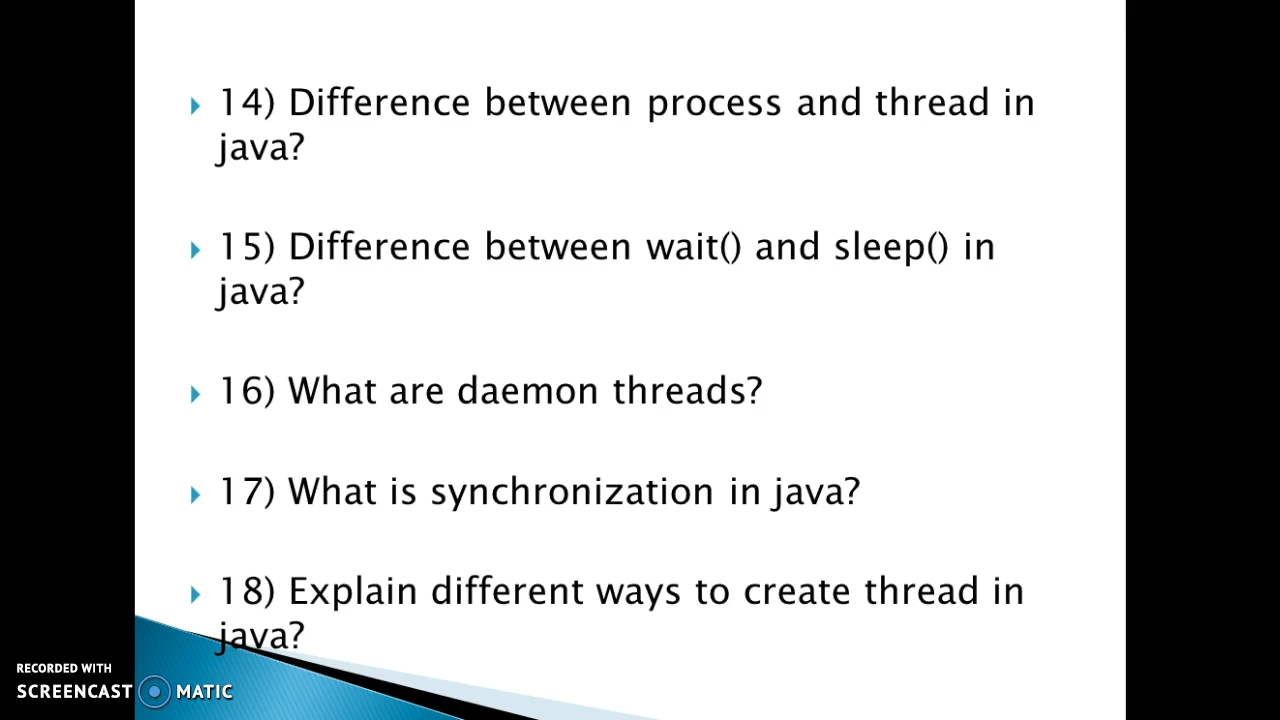 14) Difference between process and thread in
java?
15) Difference between wait() and sleep() in
java?
16) What are daemon threads?
17) What is synchronization in java?
18) Explain different ways to create thread in
java?
RECORDED WITH
SCREENCAST MATIC